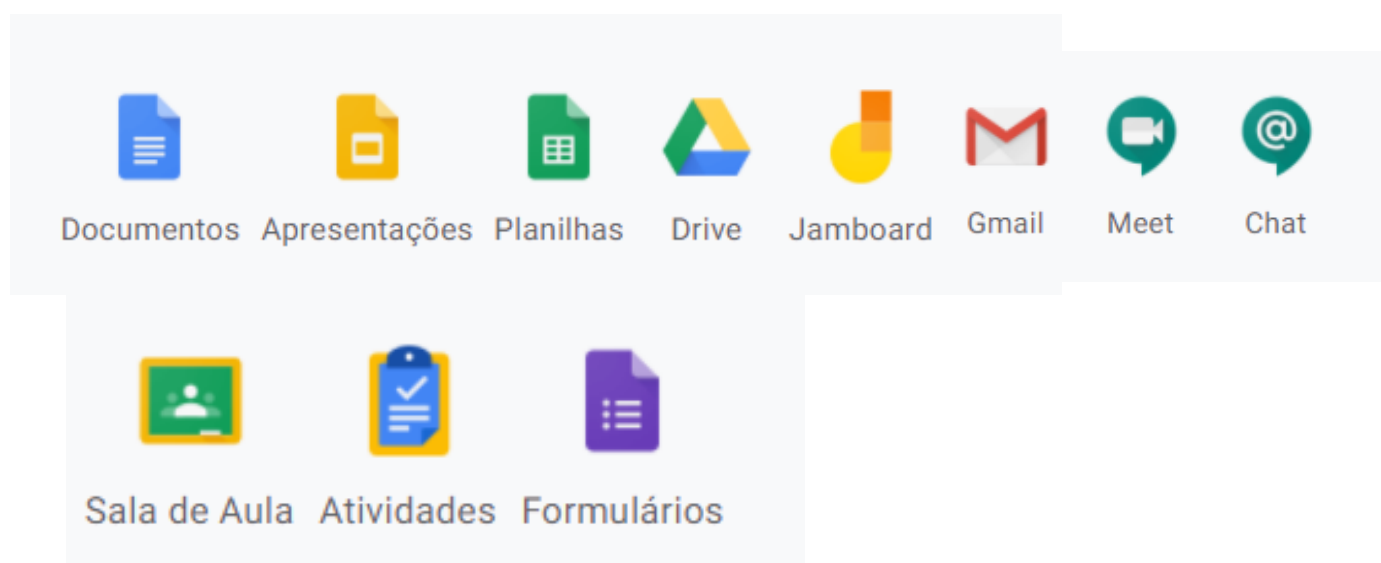 Documentos Apresentações Planilhas Drive Jamboard Gmail Meet Chat
Sala de Aula Atividades Formulários